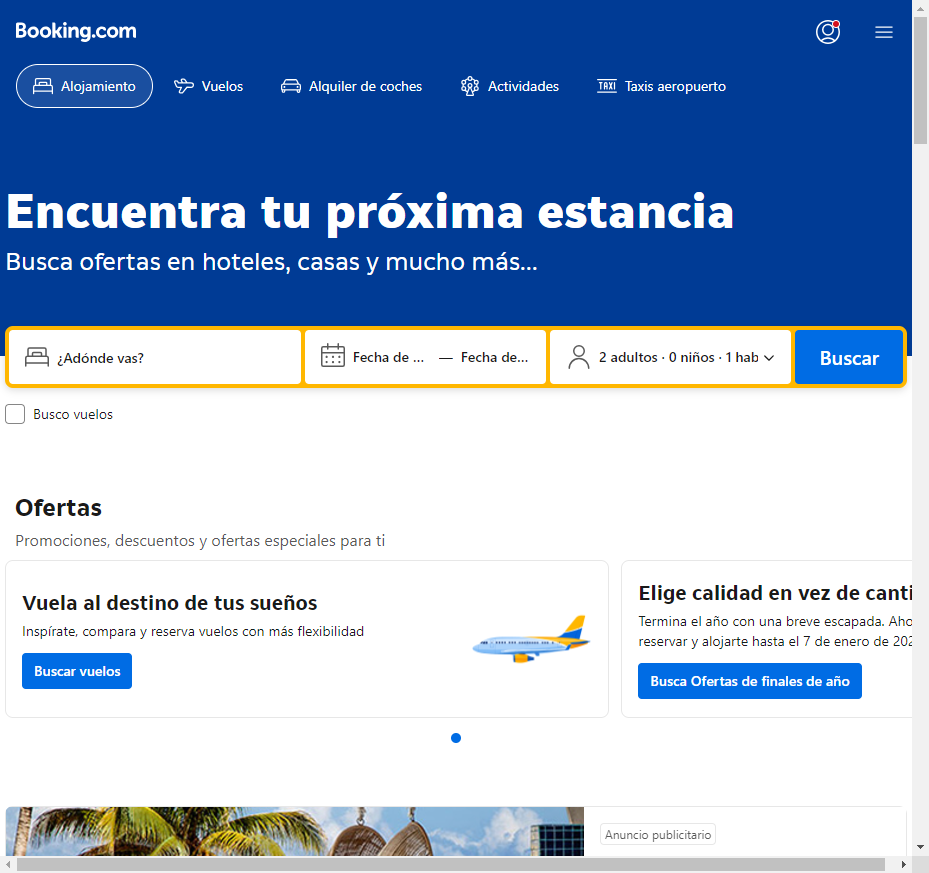 Booking.com
Alojamiento
Vuelos
Alquiler de coches
Actividades
TAXI
Taxis aeropuerto
Encuentra tu próxima estancia
Busca ofertas en hoteles, casas y mucho más...
¿Adónde vas?
Fecha de ... — Fecha de...
2 adultos · 0 niños · 1 hab
Buscar
Busco vuelos
Ofertas
Promociones, descuentos y ofertas especiales para ti
Vuela al destino de tus sueños
Inspírate, compara y reserva vuelos con más flexibilidad
Buscar vuelos
Elige calidad en vez de canti
Termina el año con una breve escapada. Aho
reservar y alojarte hasta el 7 de enero de 202
Busca Ofertas de finales de año
Anuncio publicitario